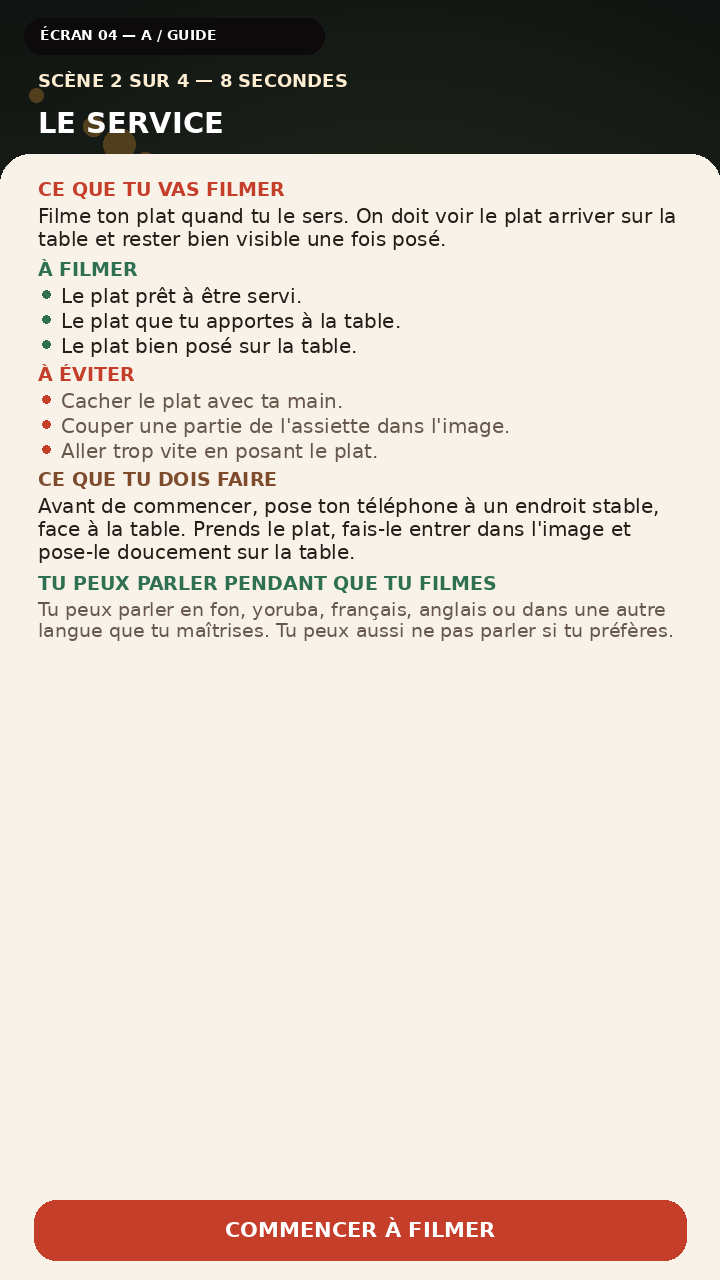 ÉCRAN 04 — A / GUIDE
SCÈNE 2 SUR 4 — 8 SECONDES
LE SERVICE
CE QUE TU VAS FILMER
Filme ton plat quand tu le sers. On doit voir le plat arriver sur la
table et rester bien visible une fois posé.
À FILMER
• Le plat prêt à être servi.
• Le plat que tu apportes à la table.
• Le plat bien posé sur la table.
À ÉVITER
• Cacher le plat avec ta main.
• Couper une partie de l'assiette dans l'image.
• Aller trop vite en posant le plat.
CE QUE TU DOIS FAIRE
Avant de commencer, pose ton téléphone à un endroit stable,
face à la table. Prends le plat, fais-le entrer dans l'image et
pose-le doucement sur la table.
TU PEUX PARLER PENDANT QUE TU FILMES
Tu peux parler en fon, yoruba, français, anglais ou dans une autre
langue que tu maîtrises. Tu peux aussi ne pas parler si tu préfères.
COMMENCER À FILMER